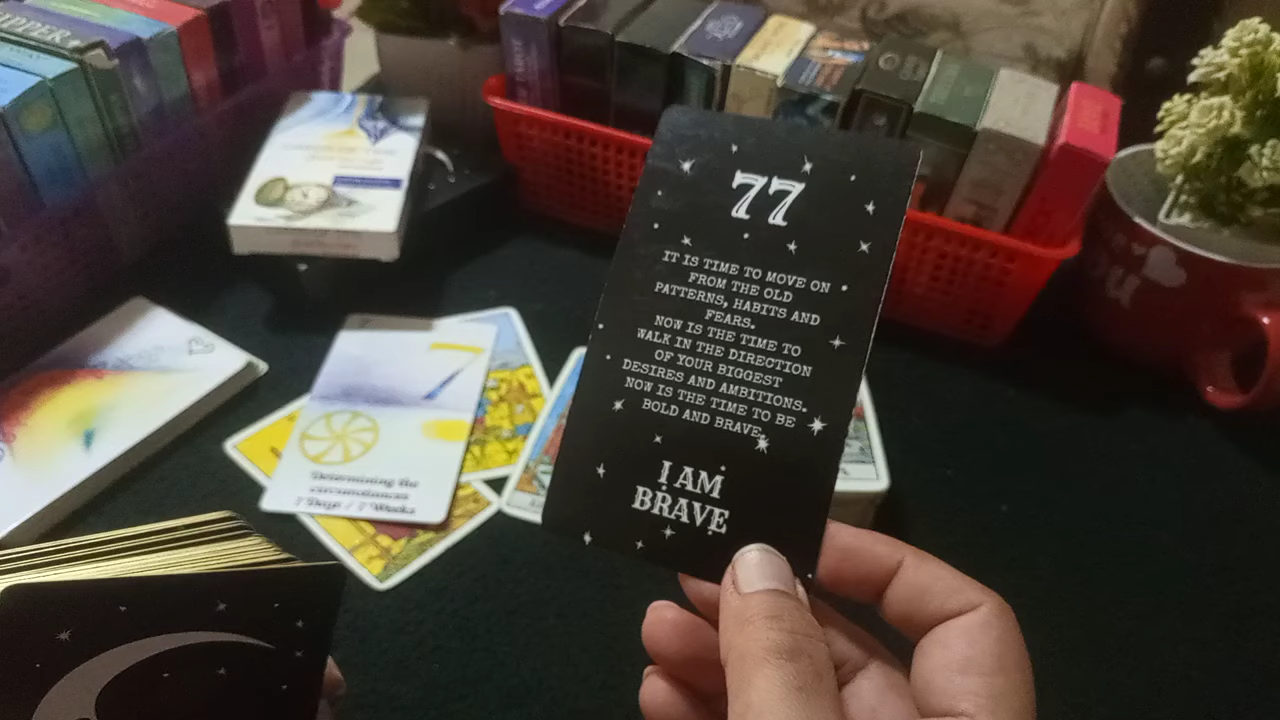 77
IT IS TIME TO MOVE ON
FROM THE OLD
PATTERNS, HABITS AND
FEARS.
NOW IS THE TIME TO
WALK IN THE DIRECTION
OF YOUR BIGGEST
DESIRES AND AMBITIONS.
NOW IS THE TIME TO BE
BOLD AND BRAVE.
I AM
BRAVE
7
Determining the
circumstances
7 Days / 7 Weeks